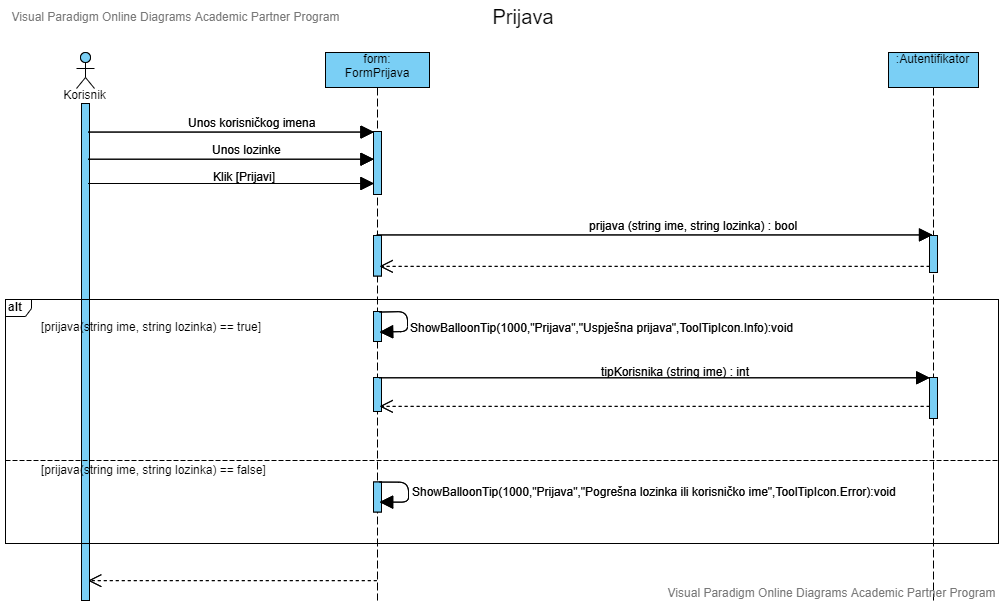 Visual Paradigm Online Diagrams Academic Partner Program
Prijava
Korisnik
form:
FormPrijava
:Autentifikator
Unos korisničkog imena
Unos lozinke
Klik [Prijavi]
prijava (string ime, string lozinka) : bool
alt
[prijava(string ime, string lozinka) == true]
ShowBalloonTip(1000,"Prijava","Uspješna prijava",ToolTipIcon.Info):void
tipKorisnika (string ime) : int
[prijava(string ime, string lozinka) == false]
ShowBalloonTip(1000,"Prijava","Pogrešna lozinka ili korisničko ime",ToolTipIcon.Error):void
Visual Paradigm Online Diagrams Academic Partner Program